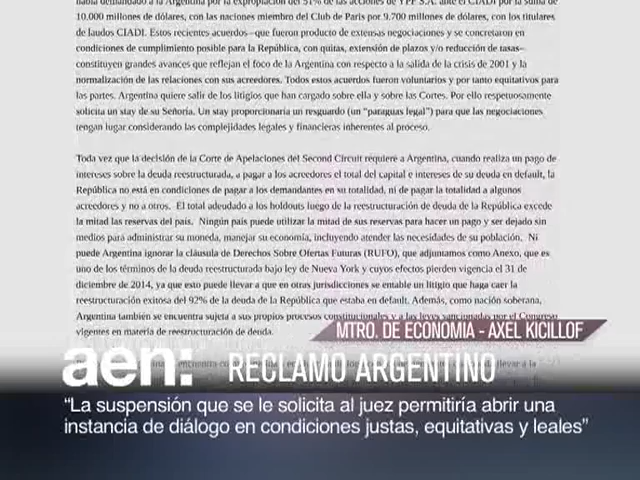 había demandado a la Argentina por la expropiación del 51% de las acciones de YPF S.A. ante el CIADI por la suma de
10.000 millones de dólares, con las naciones miembro del Club de París por 9.700 millones de dólares, con los titulares
de laudos CIADI. Estos recientes acuerdos—que fueron producto de extensas negociaciones y se concretaron en
condiciones de cumplimiento posible para la República, con quitas, extensión de plazos y/o reducción de tasas–
constituyen grandes avances que reflejan el foco de la Argentina con respecto a la salida de la crisis de 2001 y la
normalización de las relaciones con sus acreedores. Todos estos acuerdos fueron voluntarios y por tanto equitativos para
las partes. Argentina quiere salir de los litigios que han cargado sobre ella y sobre las Cortes. Por ello respetuosamente
solicita un stay de su Señoria. Un stay proporcionaria un resguardo (un "paraguas legal") para que las negociaciones
tengan lugar considerando las complejidades legales y financieras inherentes al proceso.
Toda vez que la decisión de la Corte de Apelaciones del Second Circuit requiere a Argentina, cuando realiza un pago de
intereses sobre la deuda reestructurada, a pagar a los acreedores el total del capital e intereses de su deuda en default, la
República no está en condiciones de pagar a los demandantes en su totalidad, ni de pagar la totalidad a algunos
acreedores y no a otros. El total adeudado a los holdouts luego de la reestructuración de deuda de la República excede
la mitad las reservas del país. Ningún país puede utilizar la mitad de sus reservas para hacer un pago y ser dejado sin
medios para administrar su moneda, manejar su economía, incluyendo atender las necesidades de su población. Ni
puede Argentina ignorar la cláusula de Derechos Sobre Ofertas Futuras (RUFO), que adjuntamos como Anexo, que es
uno de los términos de la deuda reestructurada bajo ley de Nueva York y cuyos efectos pierden vigencia el 31 de
diciembre de 2014, ya que esto puede llevar a que en otras jurisdicciones se entable un litigio que haga caer la
reestructuración exitosa del 92% de la deuda de la República que estaba en default. Además, como nación soberana,
Argentina también se encuentra sujeta a sus propios procesos constitucionales y a las leyes sancionadas por el Congreso
vigentes en materia de reestructuración de deuda.
MTRO. DE ECONOMIA - AXEL KICILLOF
aen: RECLAMO ARGENTINO
“La suspensión que se le solicita al juez permitiría abrir una
instancia de diálogo en condiciones justas, equitativas y leales”